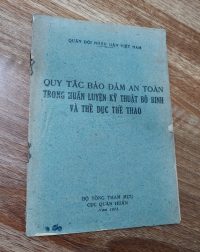 QUÂN ĐỘI NHÂN DÂN VIỆT NAM
QUY TẮC BẢO ĐẢM AN TOÀN
TRONG HUẤN LUYỆN KỸ THUẬT BỘ BINH
VÀ THỂ DỤC THỂ THAO
BỘ TỔNG THAM MƯU
CỤC QUÂN HUẤN